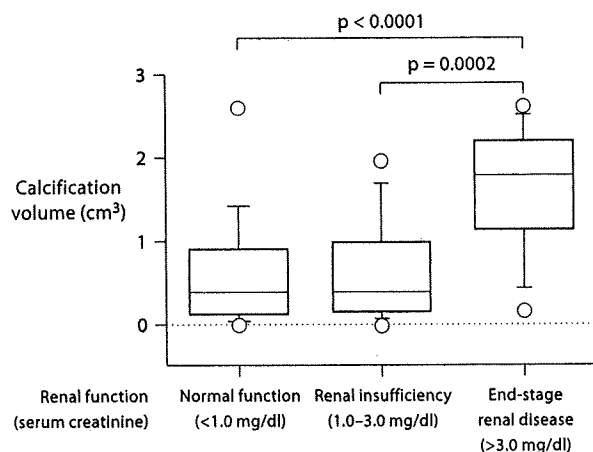 p < 0.0001
p = 0.0002
3
2
1
0
Calcification
volume (cm³)
Renal function
(serum creatinine)
Normal function
(<1.0 mg/dl)
Renal insufficiency
(1.0–3.0 mg/dl)
End-stage
renal disease
(>3.0 mg/dl)